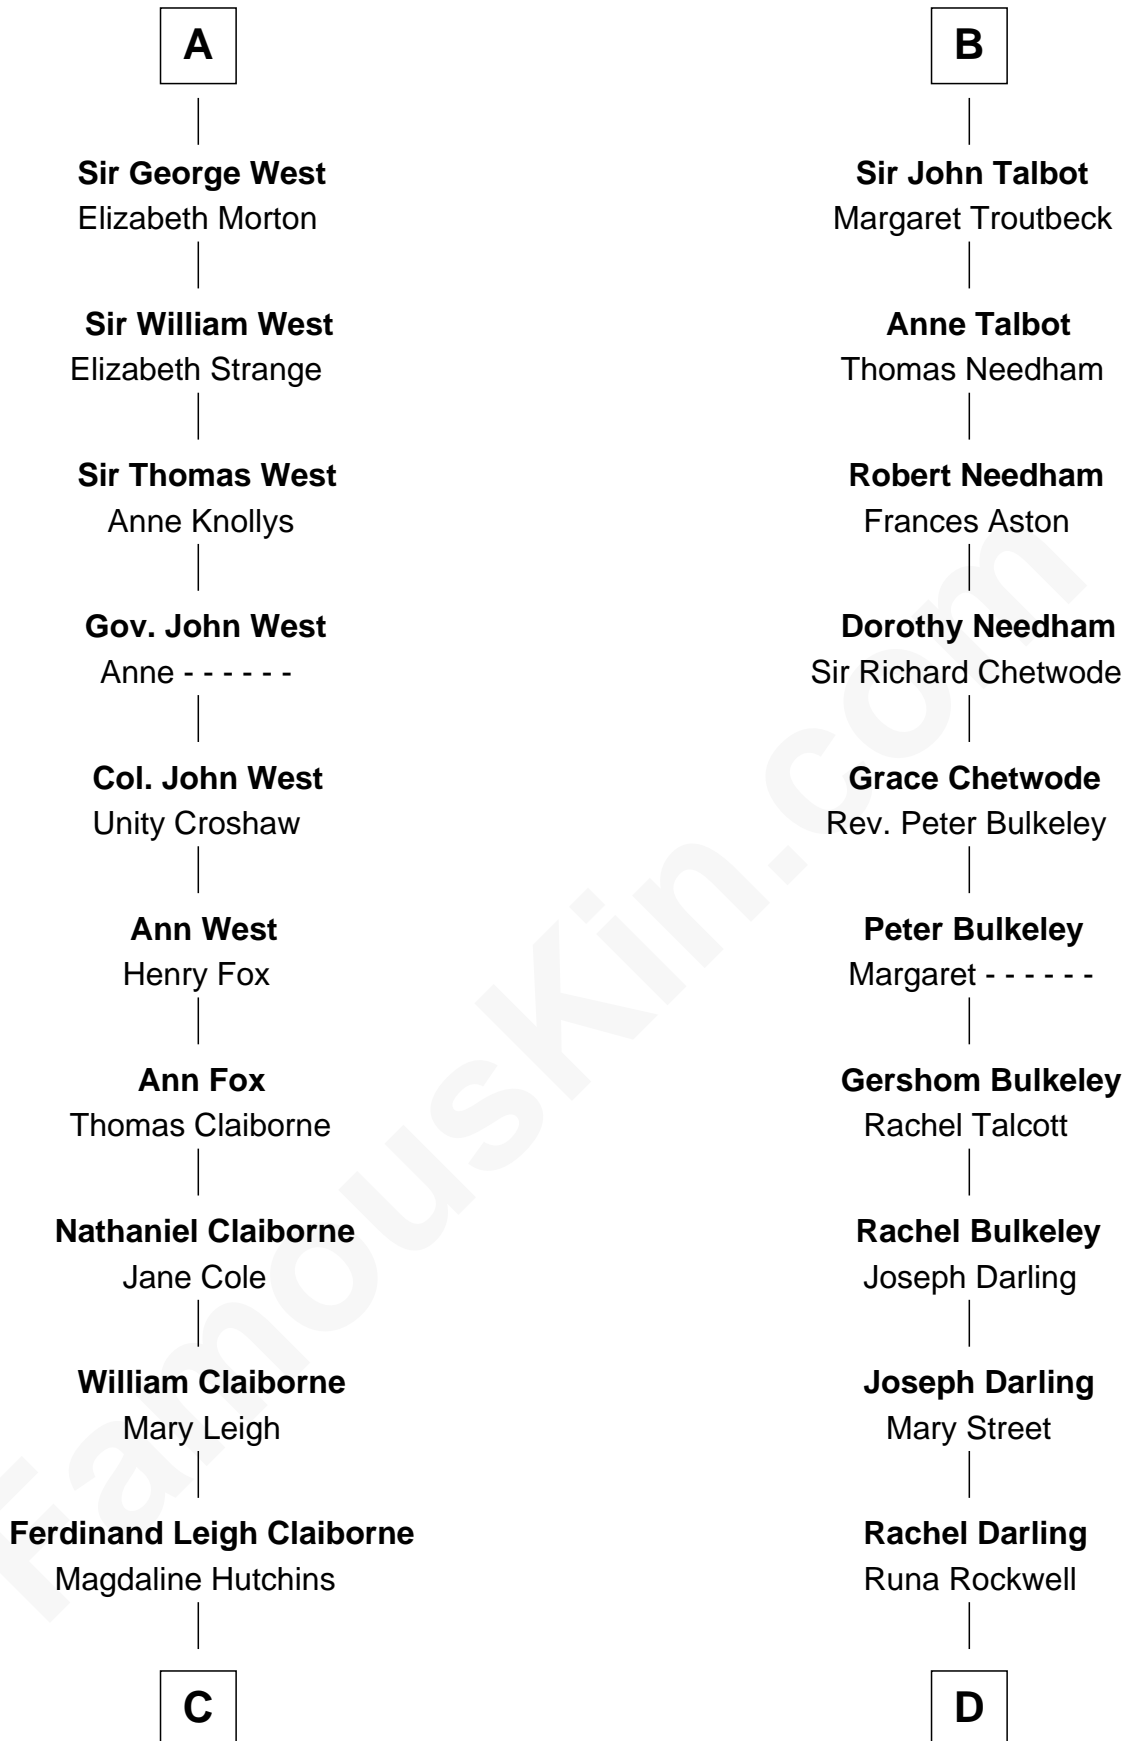 A
Sir George West
Elizabeth Morton
Sir William West
Elizabeth Strange
Sir Thomas West
Anne Knollys
Gov. John West
Anne - - - - - -
Col. John West
Unity Croshaw
Ann West
Henry Fox
Ann Fox
Thomas Claiborne
Nathaniel Claiborne
Jane Cole
William Claiborne
Mary Leigh
Ferdinand Leigh Claiborne
Magdaline Hutchins
C
B
Sir John Talbot
Margaret Troutbeck
Anne Talbot
Thomas Needham
Robert Needham
Frances Aston
Dorothy Needham
Sir Richard Chetwode
Grace Chetwode
Rev. Peter Bulkeley
Peter Bulkeley
Margaret - - - - - -
Gershom Bulkeley
Rachel Talcott
Rachel Bulkeley
Joseph Darling
Joseph Darling
Mary Street
Rachel Darling
Runa Rockwell
D
FamousKin.com